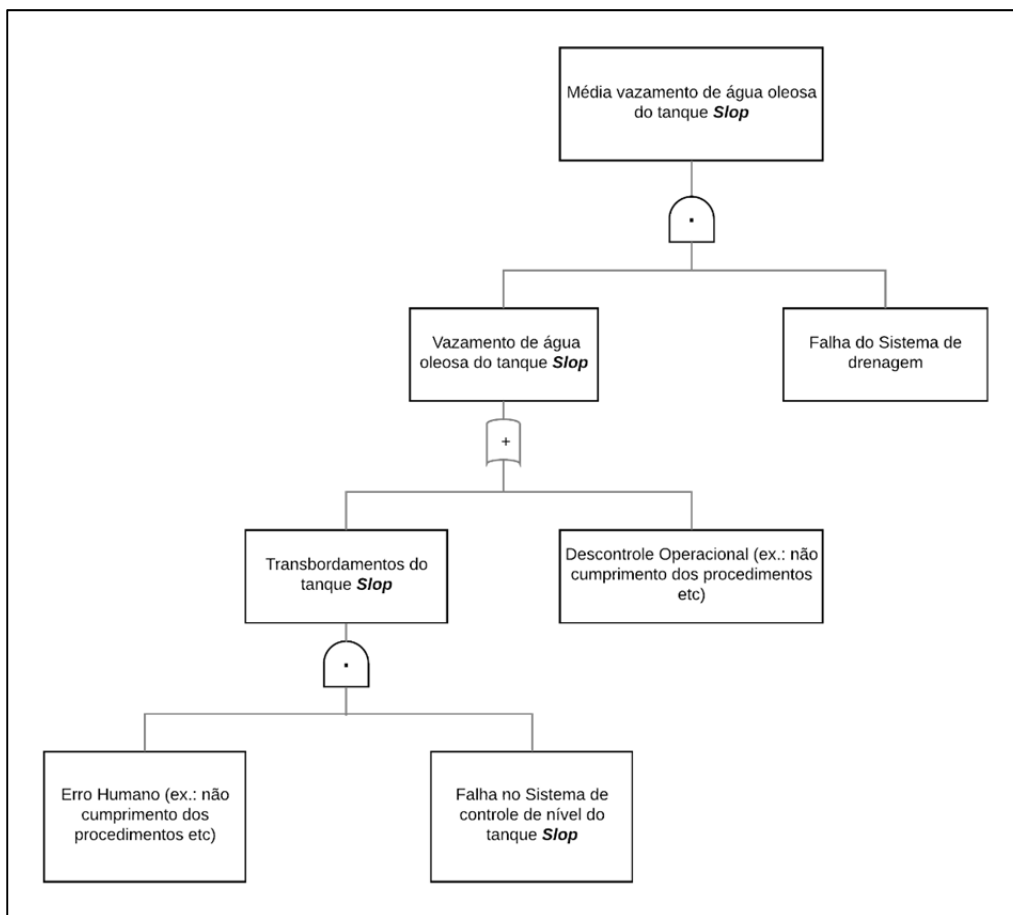 Média vazamento de água oleosa
do tanque Slop
·
Vazamento de água
oleosa do tanque Slop
Falha do Sistema de
drenagem
+
Transbordamentos do
tanque Slop
Descontrole Operacional (ex.: não
cumprimento dos procedimentos
etc)
·
Erro Humano (ex.: não
cumprimento dos
procedimentos etc)
Falha no Sistema de
controle de nível do
tanque Slop